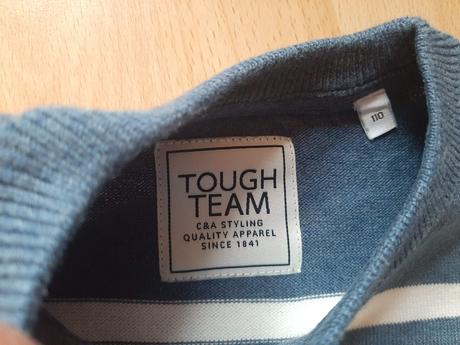 TOUGH
TEAM
C&A STYLING
QUALITY APPAREL
SINCE 1841
110